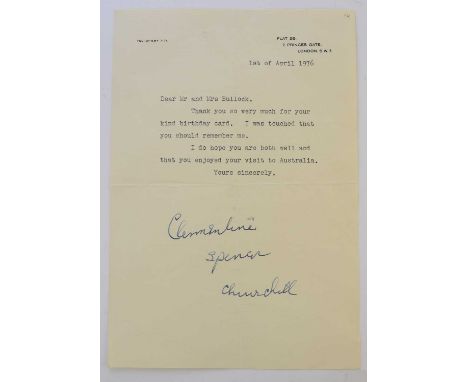 FLAT 20,
7 PRINCES GATE,
LONDON, S.W.7
1st of April 1976
Dear Mr and Mrs Bullock.
Thank you so very much for your
kind birthday card. I was touched that
you should remember me.
I do hope you are both well and
that you enjoyed your visit to Australia.
Yours sincerely.
Clementine
Spencer
Churchill